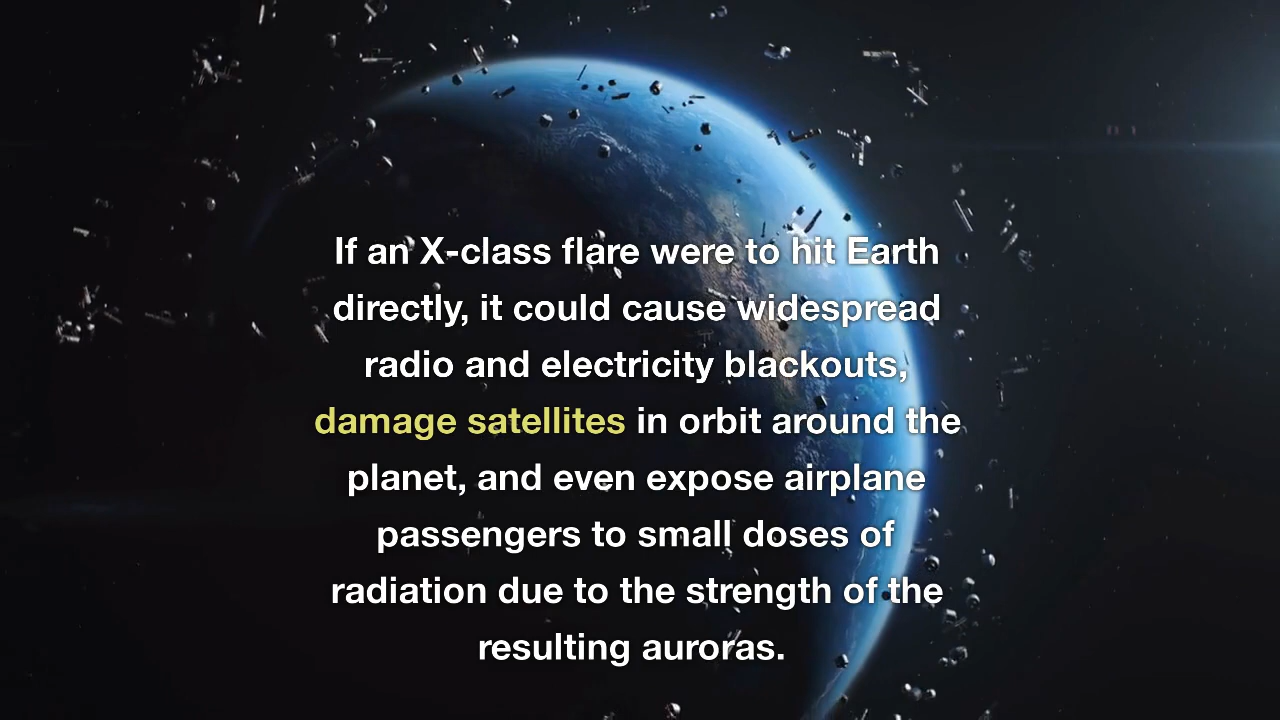 If an X-class flare were to hit Earth
directly, it could cause widespread
radio and electricity blackouts,
damage satellites in orbit around the
planet, and even expose airplane
passengers to small doses of
radiation due to the strength of the
resulting auroras.